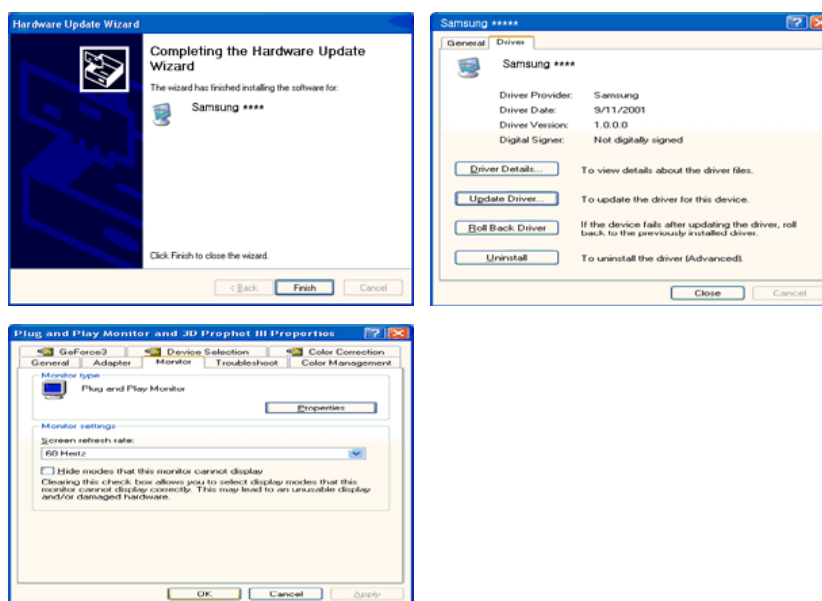 Hardware Update Wizard
Completing the Hardware Update
Wizard
The wizard has finished installing the software for:
Samsung ****
Click Finish to close the wizard.
< Back
Finish
Cancel
Samsung *****
General
Driver
Samsung ****
Driver Provider: Samsung
Driver Date: 9/11/2001
Driver Version: 1.0.0.0
Digital Signer: Not digitally signed
Driver Details... To view details about the driver files.
Update Driver... To update the driver for this device.
Roll Back Driver If the device fails after updating the driver, roll
back to the previously installed driver.
Uninstall To uninstall the driver (Advanced).
Close
Cancel
Plug and Play Monitor and 3D Prophet III Properties
GeForce3 Device Selection Color Correction
General Adapter Monitor Troubleshoot Color Management
Monitor type
Plug and Play Monitor
Properties
Monitor settings
Screen refresh rate:
60 Hertz
Hide modes that this monitor cannot display
Clearing this check box allows you to select display modes that this
monitor cannot display correctly. This may lead to an unusable display
and/or damaged hardware.
OK
Cancel
Apply